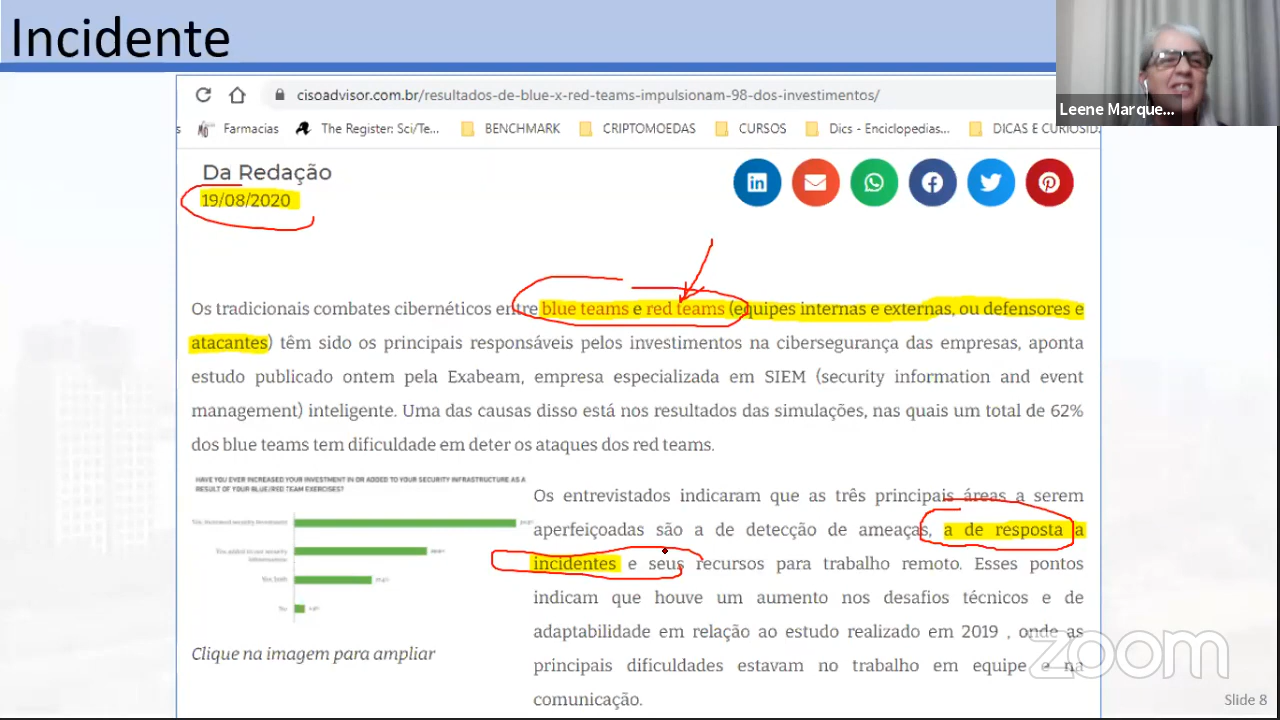 Incidente
Leene Marque...
cisoadvisor.com.br/resultados-de-blue-x-red-teams-impulsionam-98-dos-investimentos/
s Farmacias The Register: Sci/Te... BENCHMARK CRIPTOMOEDAS CURSOS Dics - Enciclopedias... DICAS E CURIOSID
Da Redação
19/08/2020
Os tradicionais combates cibernéticos entre blue teams e red teams (equipes internas e externas, ou defensores e
atacantes) têm sido os principais responsáveis pelos investimentos na cibersegurança das empresas, aponta
estudo publicado ontem pela Exabeam, empresa especializada em SIEM (security information and event
management) inteligente. Uma das causas disso está nos resultados das simulações, nas quais um total de 62%
dos blue teams tem dificuldade em deter os ataques dos red teams.
HAVE YOU EVER INCREASED YOUR INVESTMENT IN OR ADDED TO YOUR SECURITY INFRASTRUCTURE AS A
RESULT OF YOUR BLUE/RED TEAM EXERCISES?
Clique na imagem para ampliar
Os entrevistados indicaram que as três principais áreas a serem
aperfeiçoadas são a de detecção de ameaças, a de resposta a
incidentes e seus recursos para trabalho remoto. Esses pontos
indicam que houve um aumento nos desafios técnicos e de
adaptabilidade em relação ao estudo realizado em 2019 , onde as
principais dificuldades estavam no trabalho em equipe e na
comunicação.
zoom
Slide 8